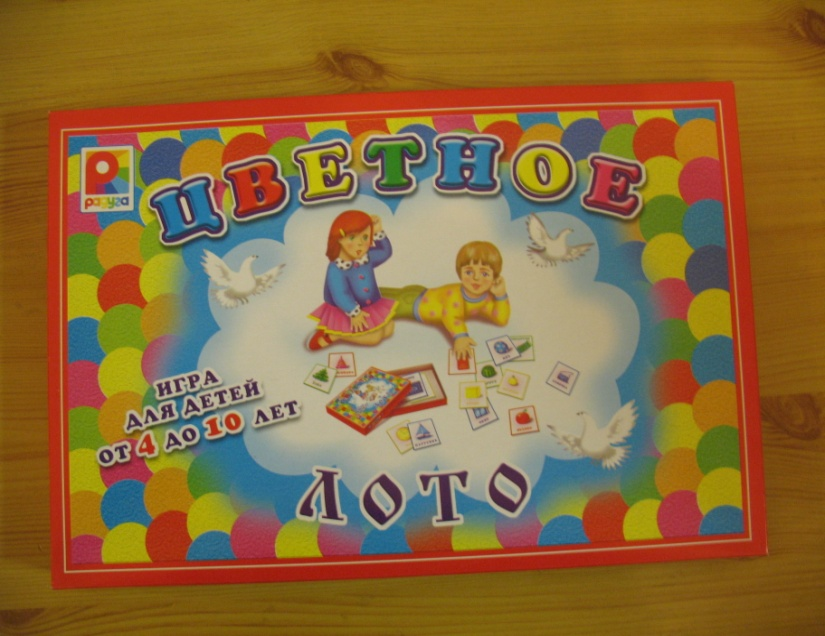 Радуга
ЦВЕТНОЕ
ИГРА
ДЛЯ ДЕТЕЙ
ОТ 4 ДО 10 ЛЕТ
ЛОТО